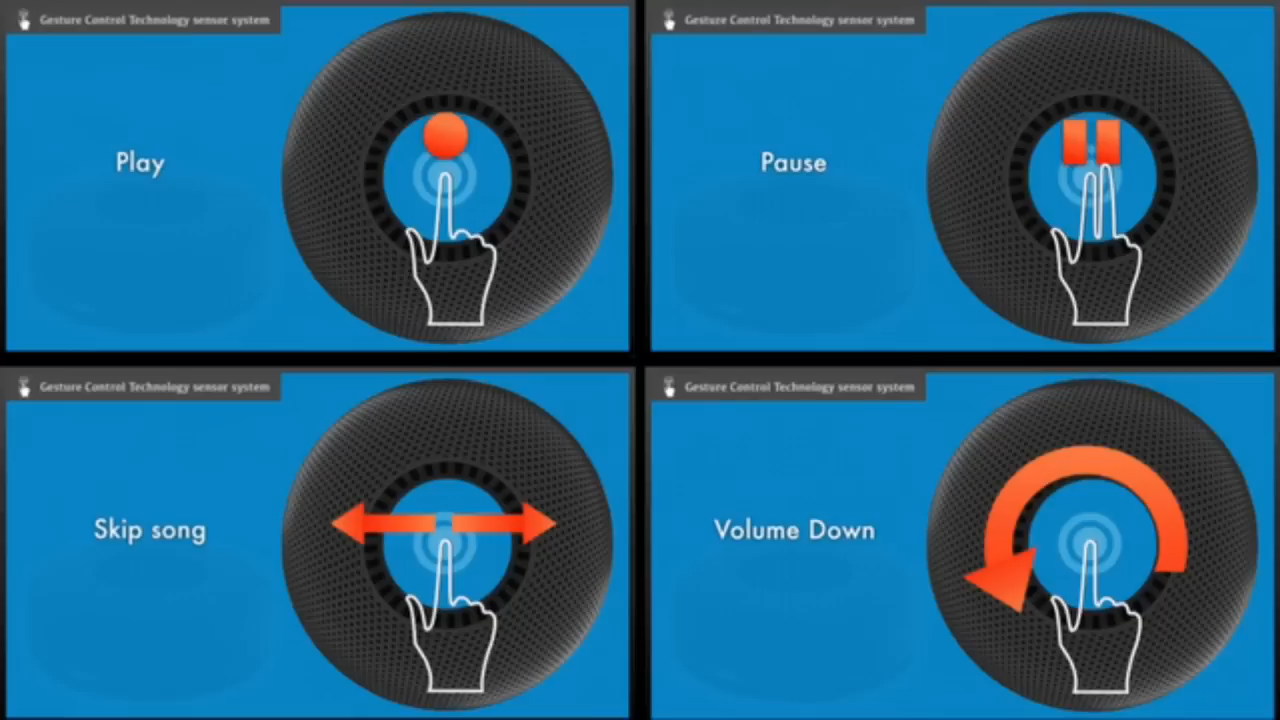 Gesture Control Technology sensor system
Play
Gesture Control Technology sensor system
Pause
Gesture Control Technology sensor system
Skip song
Gesture Control Technology sensor system
Volume Down